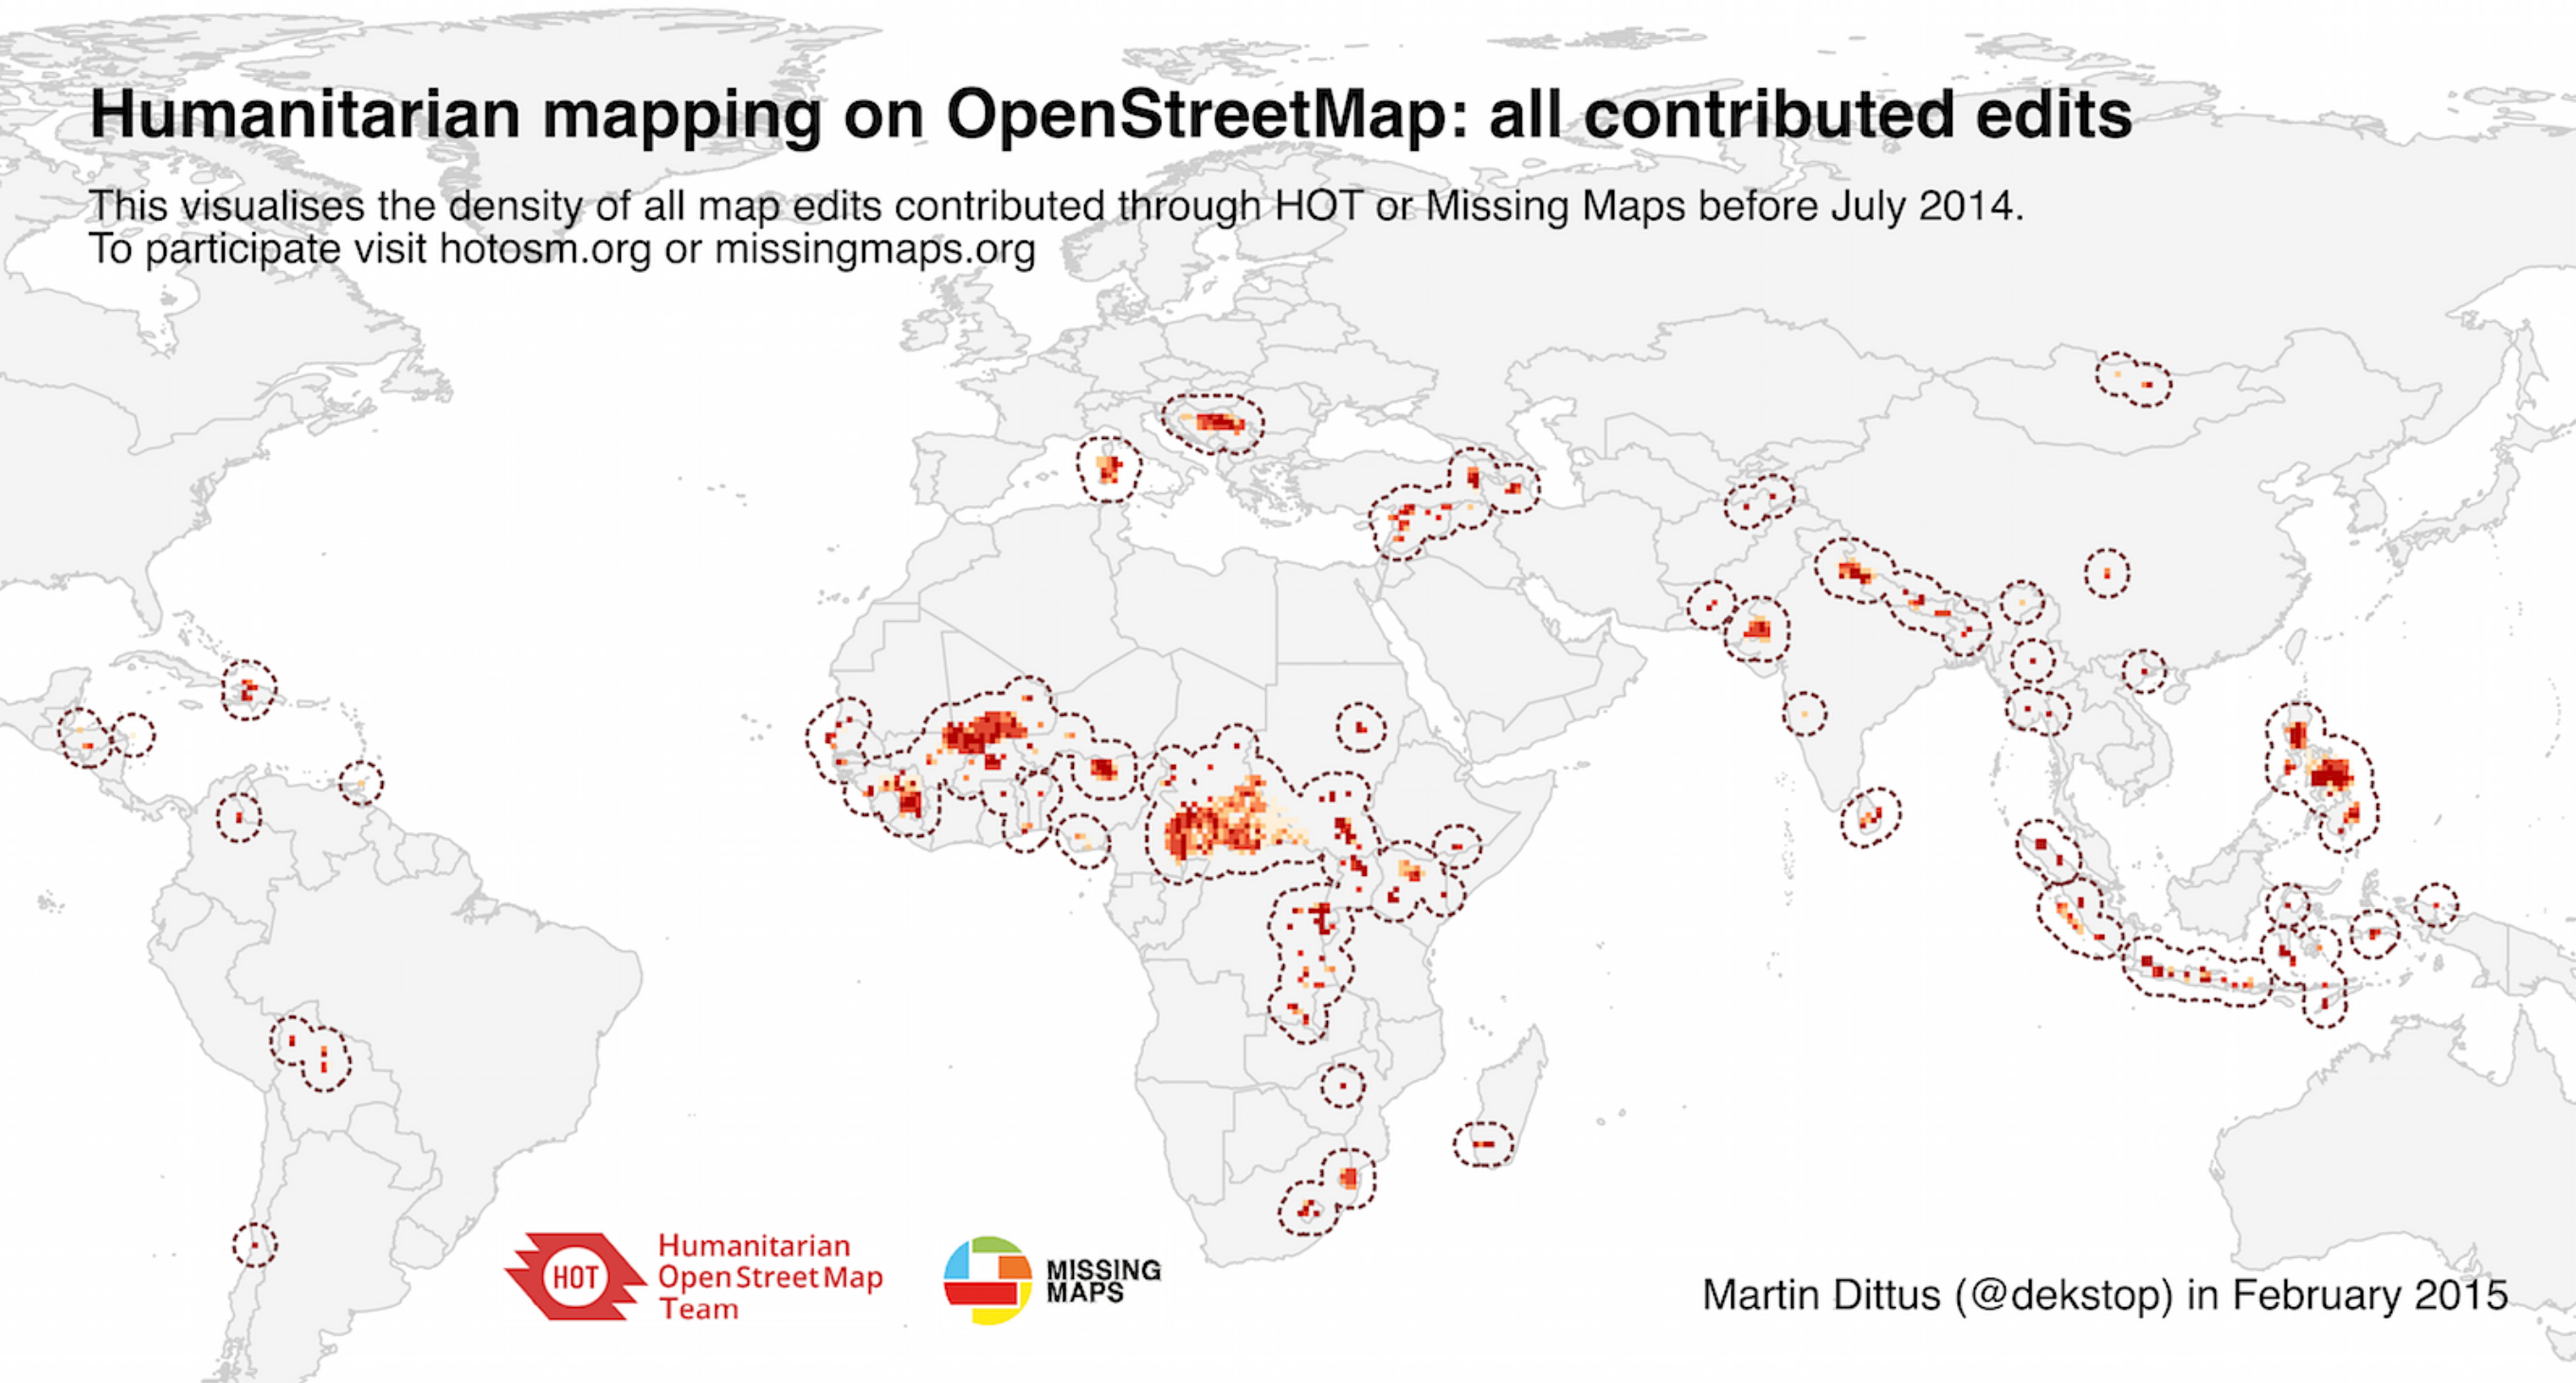 Humanitarian mapping on OpenStreetMap: all contributed edits
This visualises the density of all map edits contributed through HOT or Missing Maps before July 2014.
To participate visit hotosm.org or missingmaps.org
HOT
Humanitarian
OpenStreetMap
Team
MISSING
MAPS
Martin Dittus (@dekstop) in February 2015